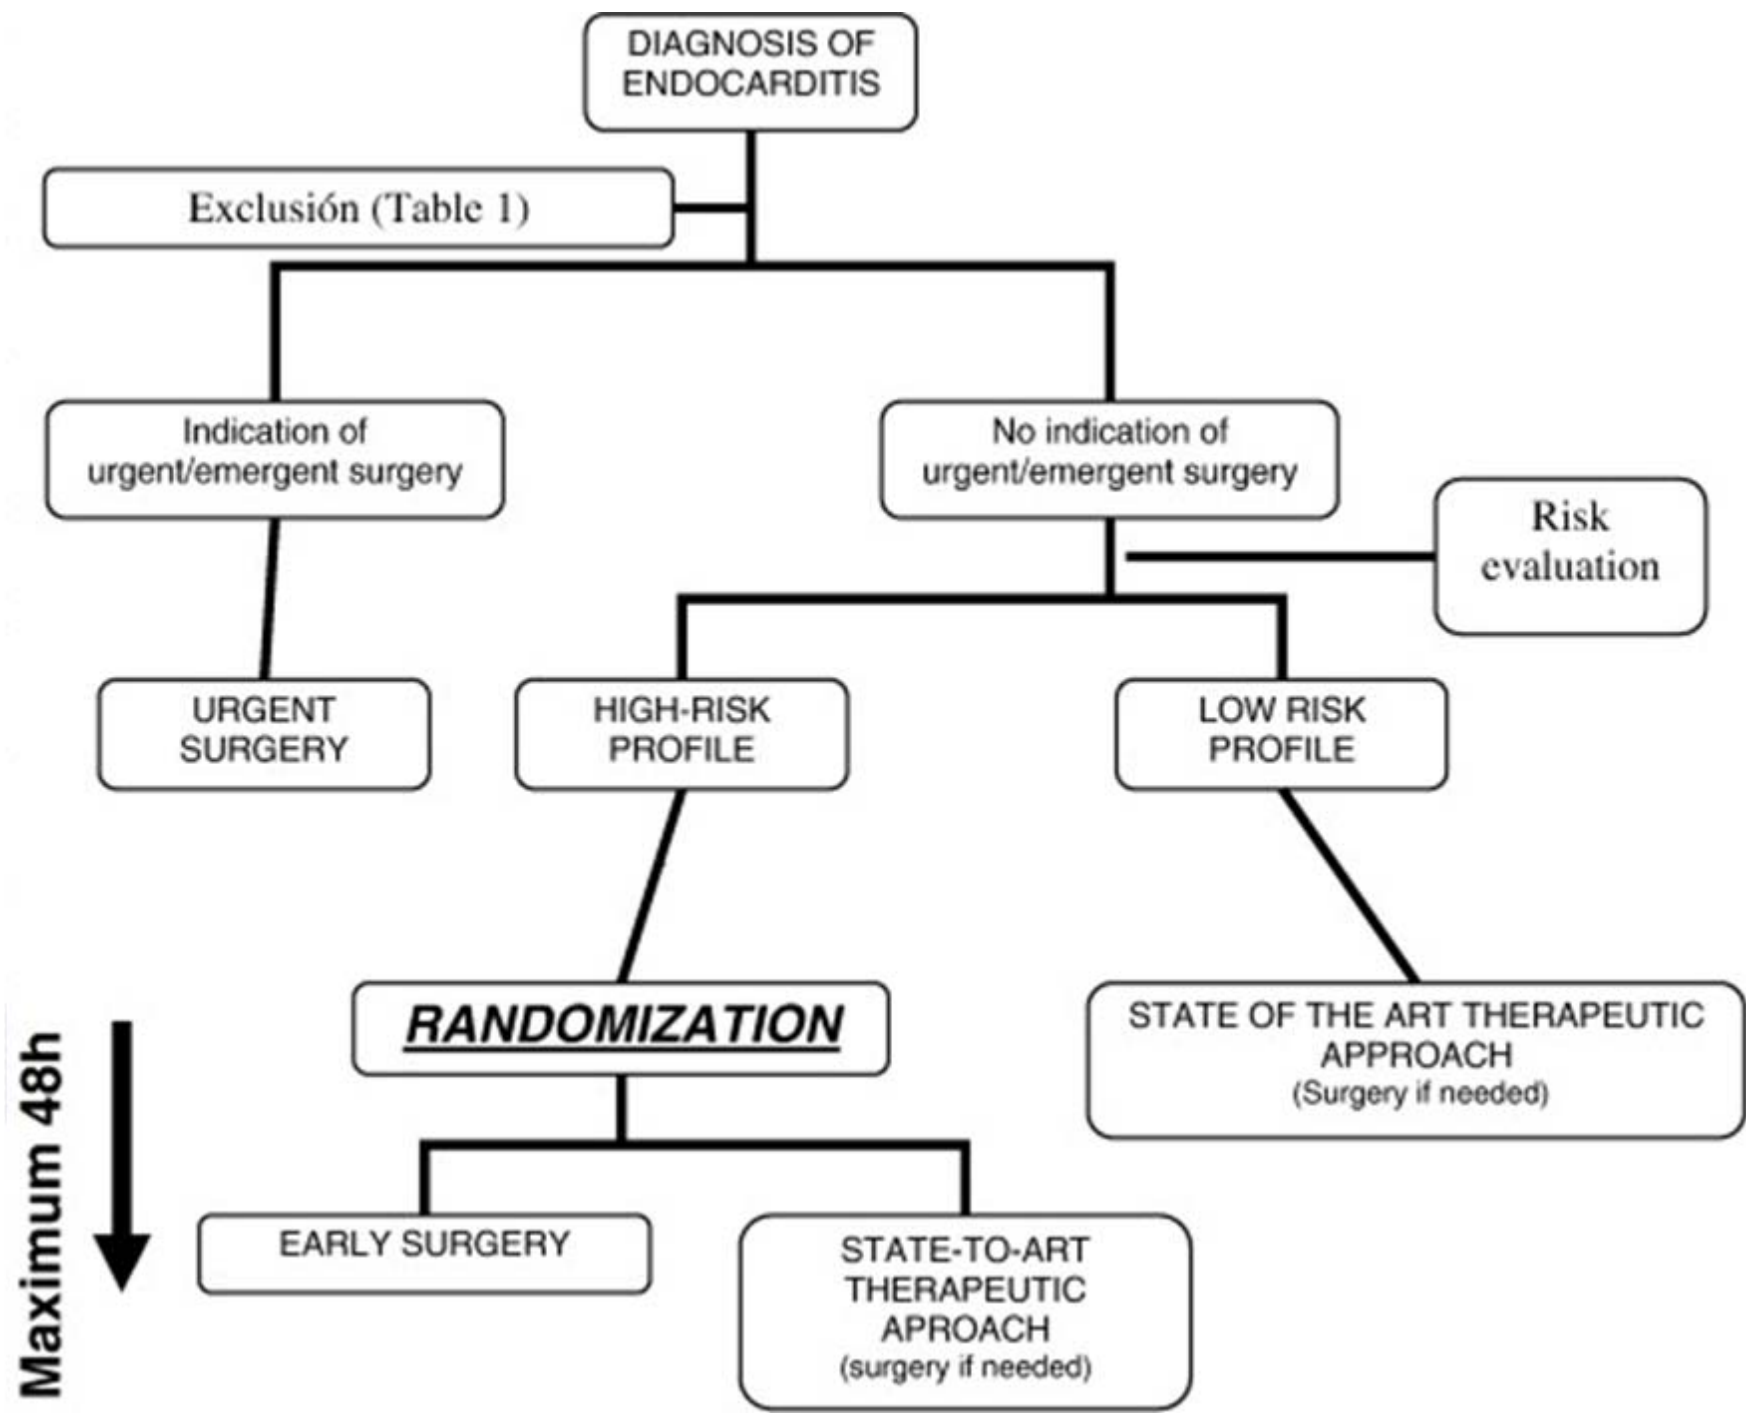 DIAGNOSIS OF
ENDOCARDITIS
Exclusión (Table 1)
Indication of
urgent/emergent surgery
No indication of
urgent/emergent surgery
Risk
evaluation
URGENT
SURGERY
HIGH-RISK
PROFILE
LOW RISK
PROFILE
RANDOMIZATION
STATE OF THE ART THERAPEUTIC
APPROACH
(Surgery if needed)
Maximum 48h
EARLY SURGERY
STATE-TO-ART
THERAPEUTIC
APROACH
(surgery if needed)